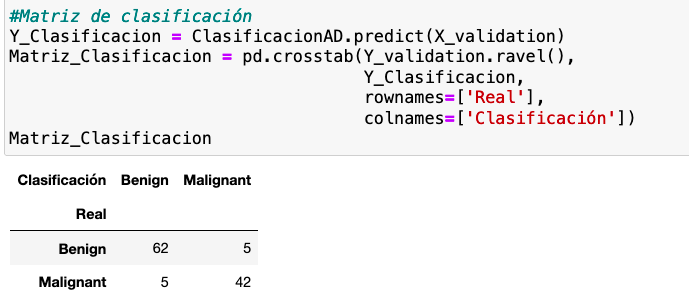 #Matriz de clasificación
Y_Clasificacion = ClasificacionAD.predict(X_validation)
Matriz_Clasificacion = pd.crosstab(Y_validation.ravel(),
                                   Y_Clasificacion,
                                   rownames=['Real'],
                                   colnames=['Clasificación'])
Matriz_Clasificacion
Clasificación Benign Malignant
Real
Benign 62 5
Malignant 5 42